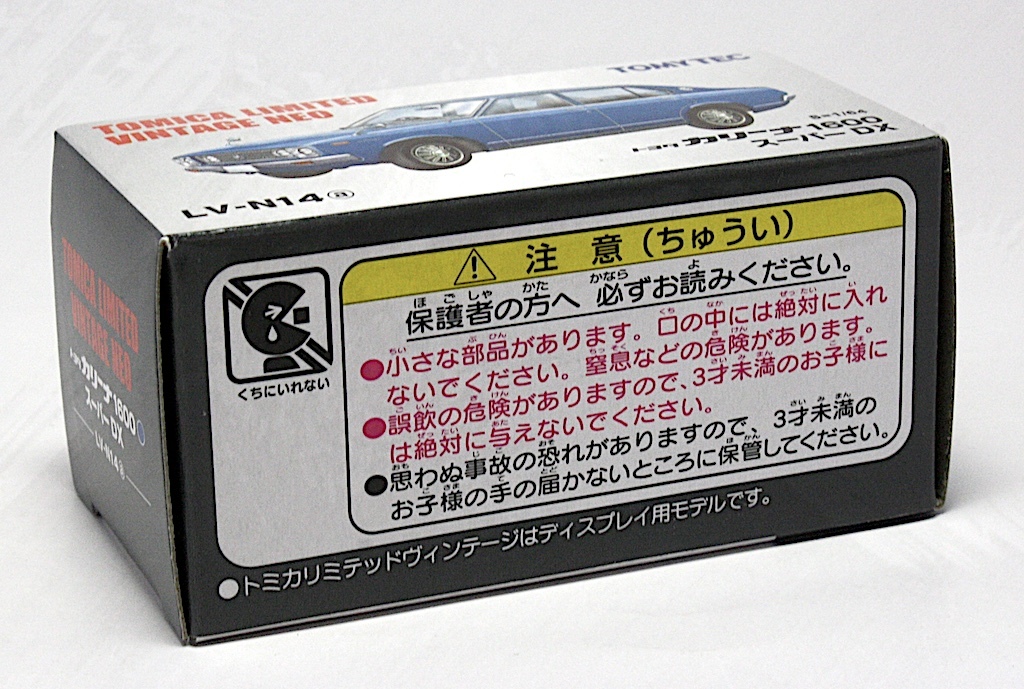 TOMICA LIMITED
VINTAGE NEO
TOMYTEC
S=1/64
トヨタ カリーナ 1600
スーパーDX
LV-N14ⓐ
TOMICA LIMITED
VINTAGE NEO
トヨタ カリーナ 1600
スーパーDX
LV-N14ⓐ
くちにいれない
注意(ちゅうい)
保護者の方へ 必ずお読みください。
●小さな部品があります。口の中には絶対に入れ
ないでください。窒息などの危険があります。
●誤飲の危険がありますので、3才未満のお子様に
は絶対に与えないでください。
●思わぬ事故の恐れがありますので、3才未満の
お子様の手の届かないところに保管してください。
●トミカリミテッドヴィンテージはディスプレイ用モデルです。